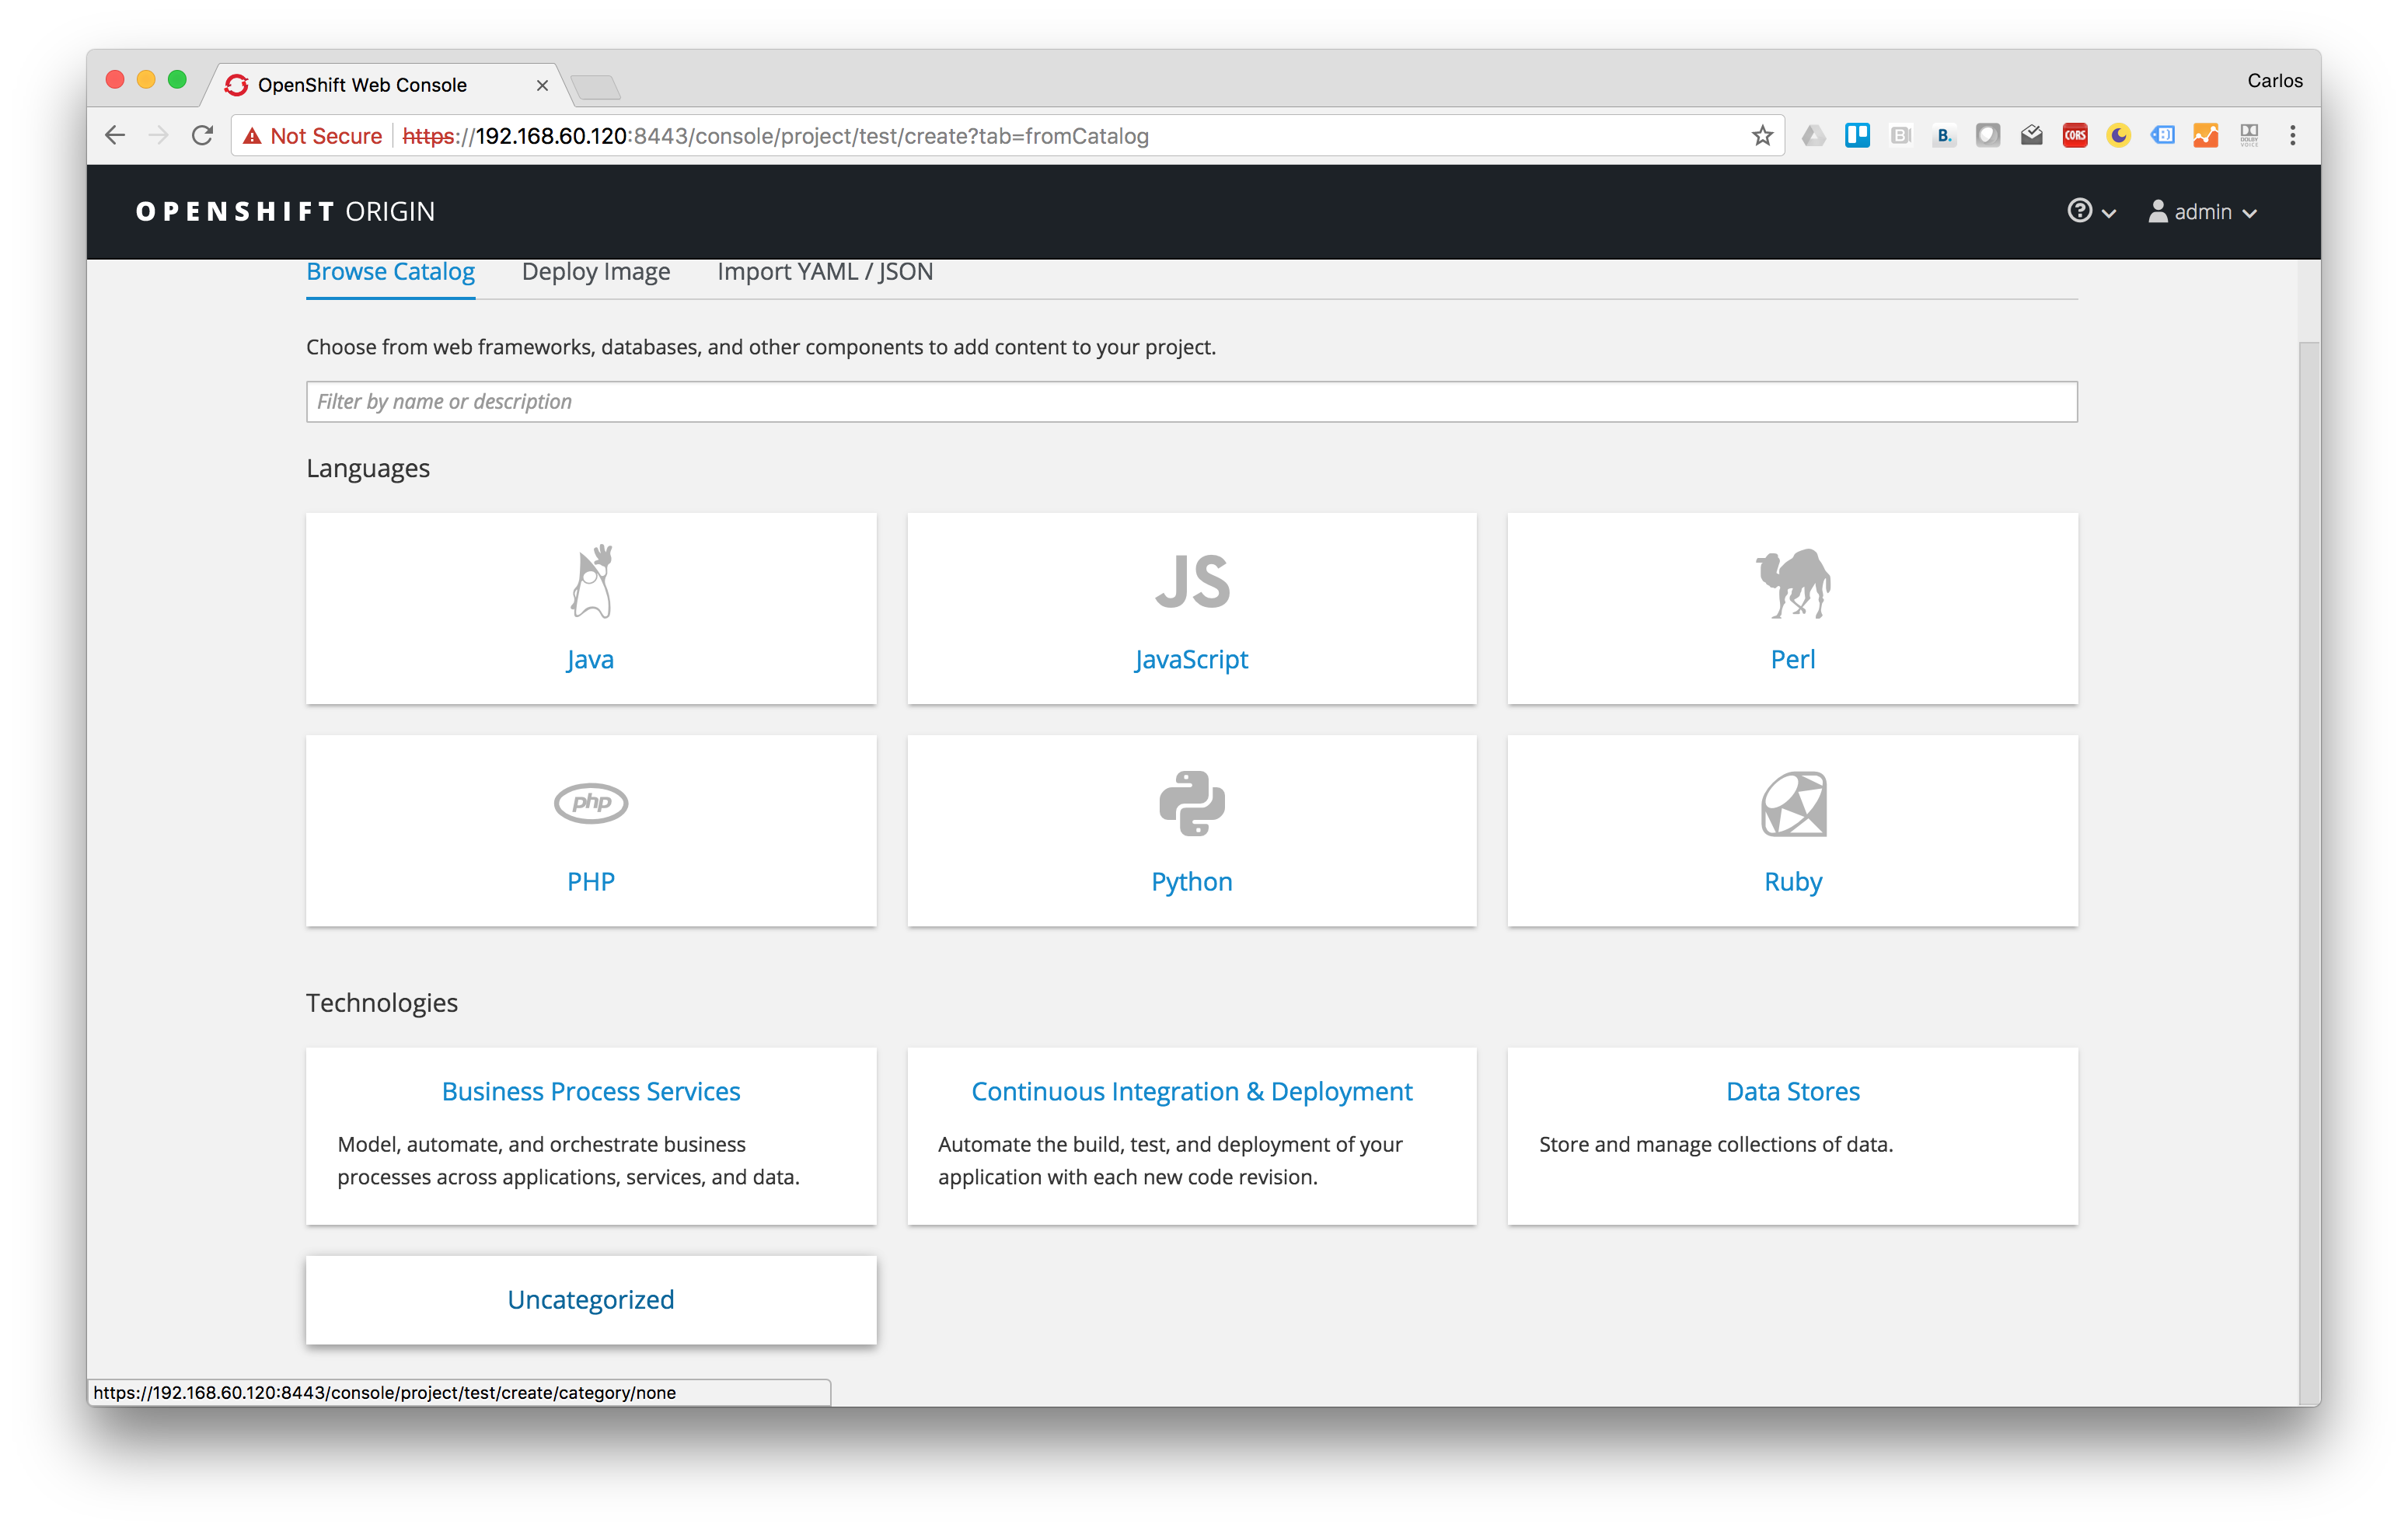 OpenShift Web Console
Carlos
Not Secure https://192.168.60.120:8443/console/project/test/create?tab=fromCatalog
B.
CORS
DOLBY
VOICE
OPENSHIFT ORIGIN
admin
Browse Catalog Deploy Image Import YAML / JSON
Choose from web frameworks, databases, and other components to add content to your project.
Filter by name or description
Languages
JS
Java JavaScript Perl
php
PHP Python Ruby
Technologies
Business Process Services
Model, automate, and orchestrate business
processes across applications, services, and data.
Continuous Integration & Deployment
Automate the build, test, and deployment of your
application with each new code revision.
Data Stores
Store and manage collections of data.
Uncategorized
https://192.168.60.120:8443/console/project/test/create/category/none